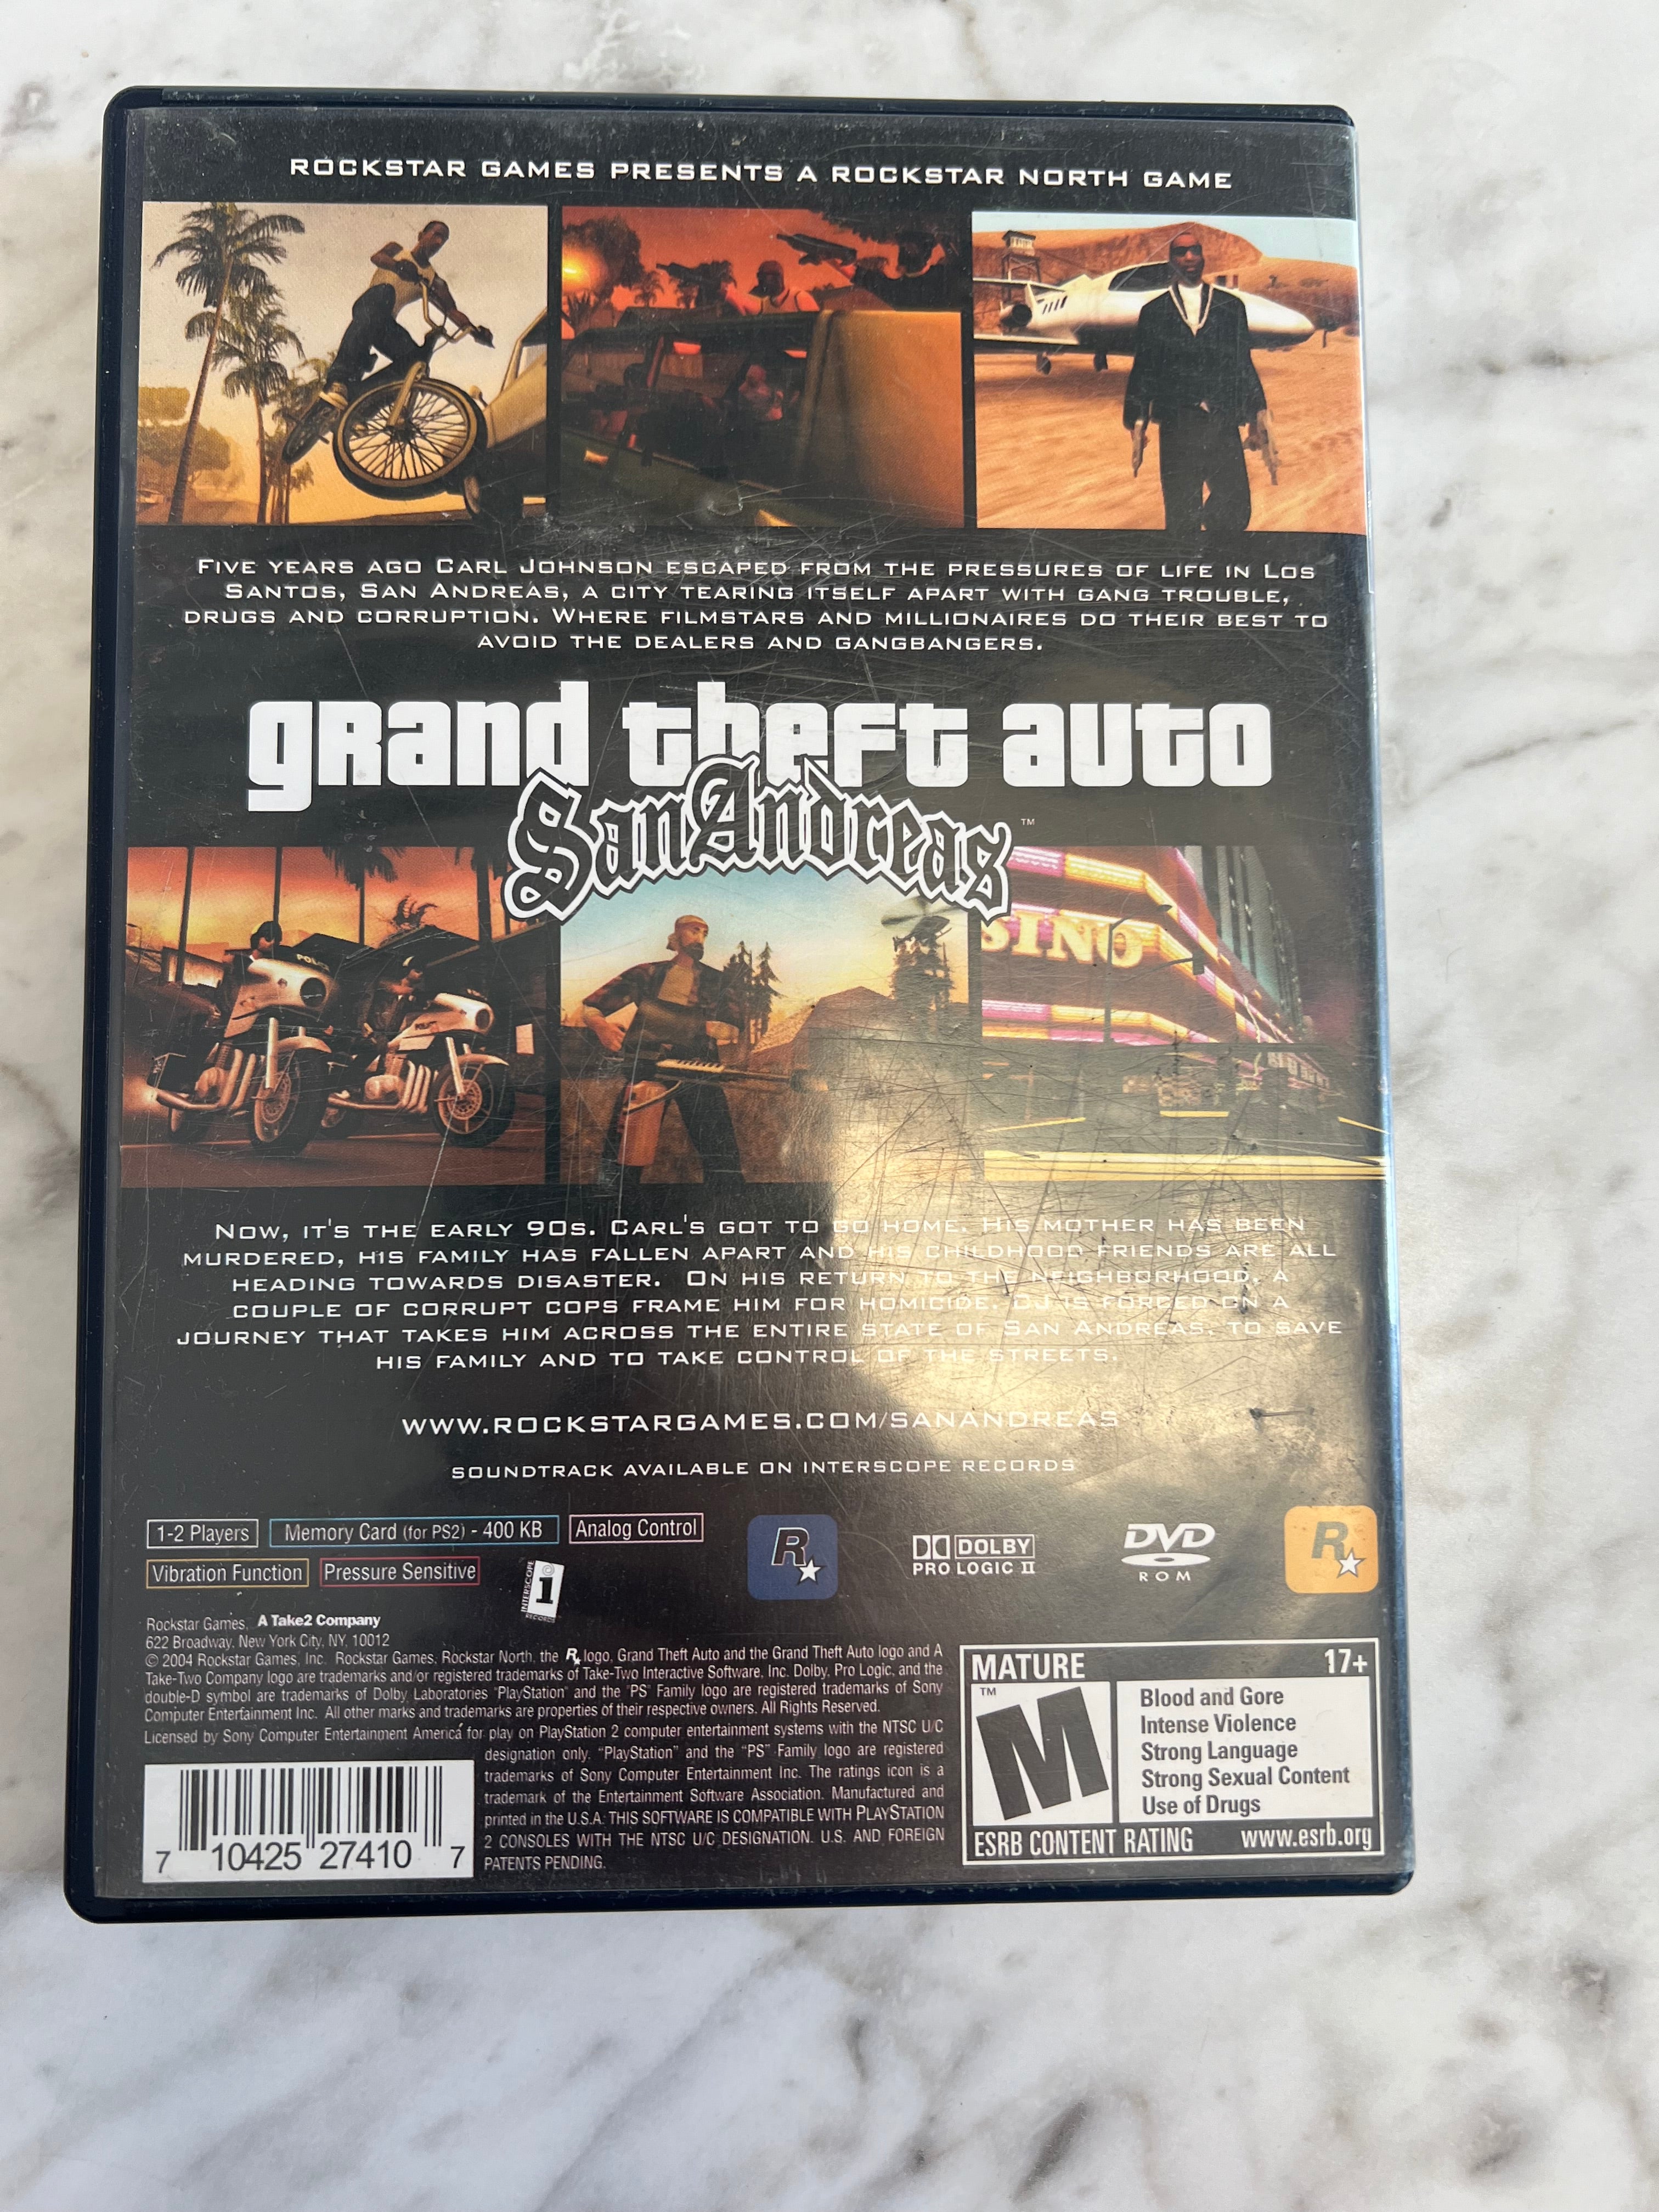 ROCKSTAR GAMES PRESENTS A ROCKSTAR NORTH GAME
FIVE YEARS AGO CARL JOHNSON ESCAPED FROM THE PRESSURES OF LIFE IN LOS
SANTOS, SAN ANDREAS, A CITY TEARING ITSELF APART WITH GANG TROUBLE,
DRUGS AND CORRUPTION. WHERE FILMSTARS AND MILLIONAIRES DO THEIR BEST TO
AVOID THE DEALERS AND GANGBANGERS.
grand theft auto
San Andreas ™
POLICE
SINO
NOW, IT'S THE EARLY 90S. CARL'S GOT TO GO HOME. HIS MOTHER HAS BEEN
MURDERED, HIS FAMILY HAS FALLEN APART AND HIS CHILDHOOD FRIENDS ARE ALL
HEADING TOWARDS DISASTER. ON HIS RETURN TO THE NEIGHBORHOOD, A
COUPLE OF CORRUPT COPS FRAME HIM FOR HOMICIDE. CJ IS FORCED ON A
JOURNEY THAT TAKES HIM ACROSS THE ENTIRE STATE OF SAN ANDREAS, TO SAVE
HIS FAMILY AND TO TAKE CONTROL OF THE STREETS.
WWW.ROCKSTARGAMES.COM/SANANDREAS
SOUNDTRACK AVAILABLE ON INTERSCOPE RECORDS
1-2 Players Memory Card (for PS2) - 400 KB Analog Control
Vibration Function Pressure Sensitive
INTERSCOPE 1 RECORDS
R
DOLBY
PRO LOGIC II
DVD
ROM
R
Rockstar Games, A Take2 Company
622 Broadway, New York City, NY, 10012
© 2004 Rockstar Games, Inc. Rockstar Games, Rockstar North, the R logo, Grand Theft Auto and the Grand Theft Auto logo and A
Take-Two Company logo are trademarks and/or registered trademarks of Take-Two Interactive Software, Inc. Dolby, Pro Logic, and the
double-D symbol are trademarks of Dolby Laboratories "PlayStation" and the "PS" Family logo are registered trademarks of Sony
Computer Entertainment Inc. All other marks and trademarks are properties of their respective owners. All Rights Reserved.
Licensed by Sony Computer Entertainment America for play on PlayStation 2 computer entertainment systems with the NTSC U/C
designation only. "PlayStation" and the "PS" Family logo are registered
trademarks of Sony Computer Entertainment Inc. The ratings icon is a
trademark of the Entertainment Software Association. Manufactured and
printed in the U.S.A. THIS SOFTWARE IS COMPATIBLE WITH PLAYSTATION
2 CONSOLES WITH THE NTSC U/C DESIGNATION. U.S. AND FOREIGN
PATENTS PENDING.
7 10425 27410 7
MATURE 17+
™
M
Blood and Gore
Intense Violence
Strong Language
Strong Sexual Content
Use of Drugs
ESRB CONTENT RATING www.esrb.org